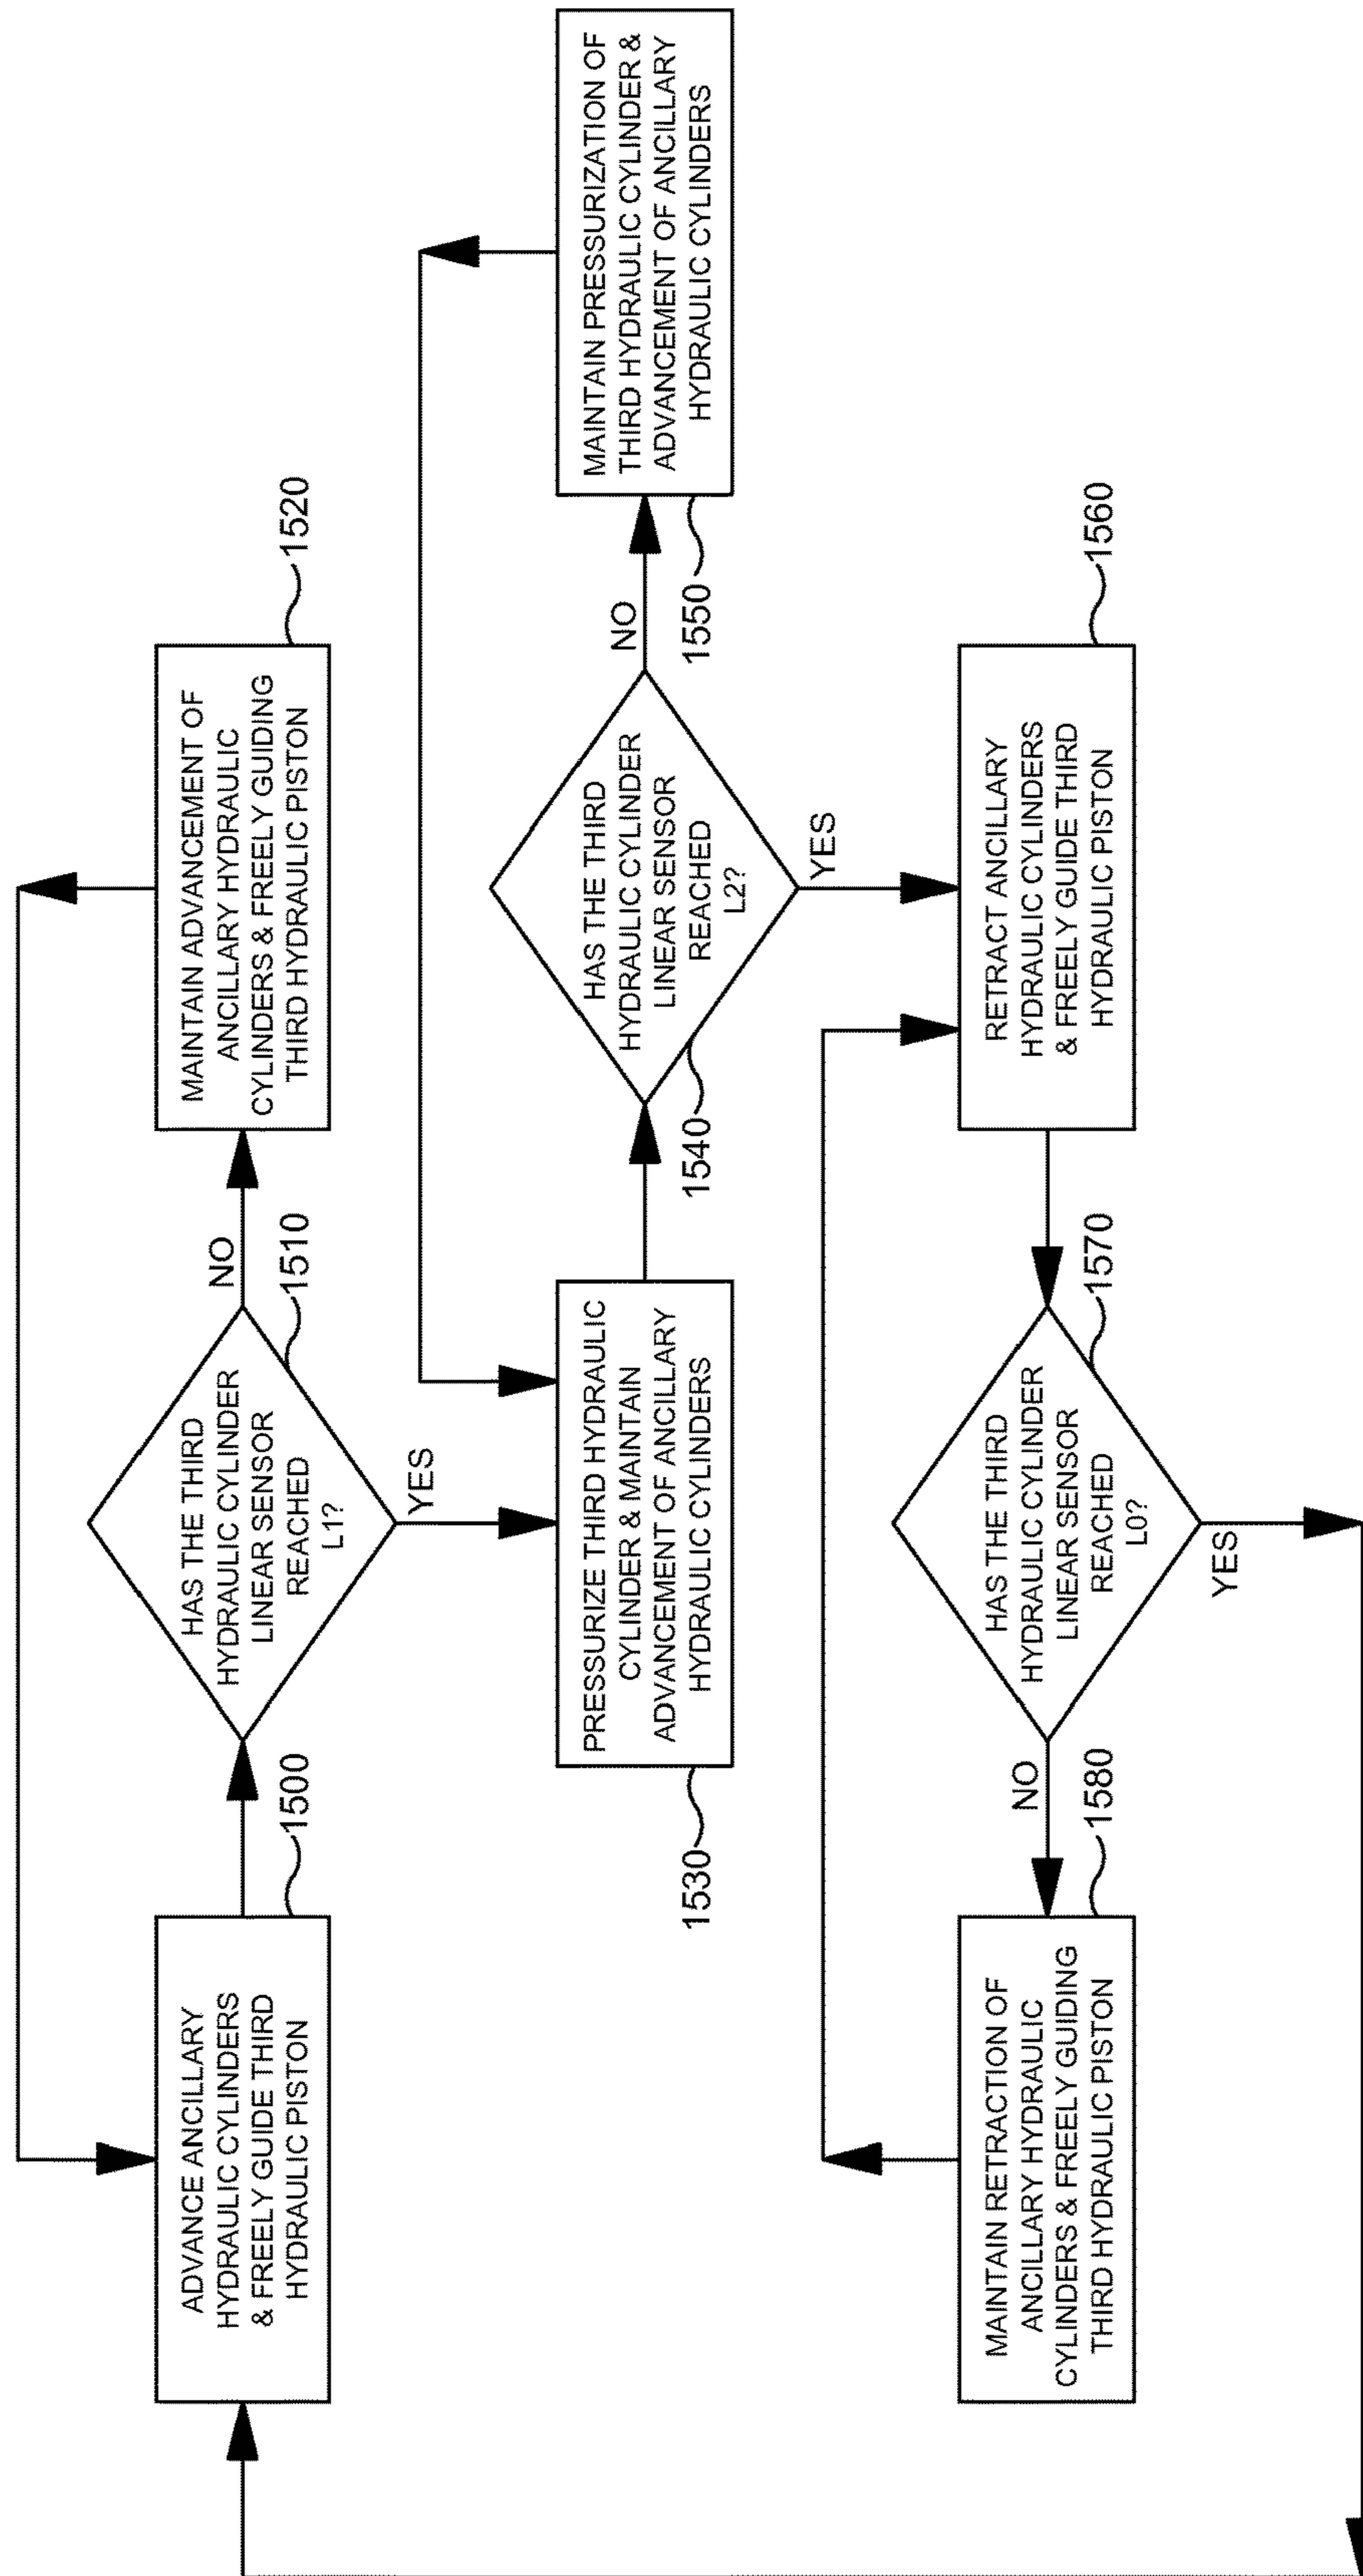 ADVANCE ANCILLARY
HYDRAULIC CYLINDERS
& FREELY GUIDE THIRD
HYDRAULIC PISTON
1500
HAS THE THIRD
HYDRAULIC CYLINDER
LINEAR SENSOR
REACHED
L1?
1510
NO
YES
MAINTAIN ADVANCEMENT OF
ANCILLARY HYDRAULIC
CYLINDERS & FREELY GUIDING
THIRD HYDRAULIC PISTON
1520
PRESSURIZE THIRD HYDRAULIC
CYLINDER & MAINTAIN
ADVANCEMENT OF ANCILLARY
HYDRAULIC CYLINDERS
1530
HAS THE THIRD
HYDRAULIC CYLINDER
LINEAR SENSOR
REACHED
L2?
1540
NO
YES
MAINTAIN PRESSURIZATION OF
THIRD HYDRAULIC CYLINDER &
ADVANCEMENT OF ANCILLARY
HYDRAULIC CYLINDERS
1550
RETRACT ANCILLARY
HYDRAULIC CYLINDERS
& FREELY GUIDE THIRD
HYDRAULIC PISTON
1560
HAS THE THIRD
HYDRAULIC CYLINDER
LINEAR SENSOR
REACHED
L0?
1570
NO
YES
MAINTAIN RETRACTION OF
ANCILLARY HYDRAULIC
CYLINDERS & FREELY GUIDING
THIRD HYDRAULIC PISTON
1580